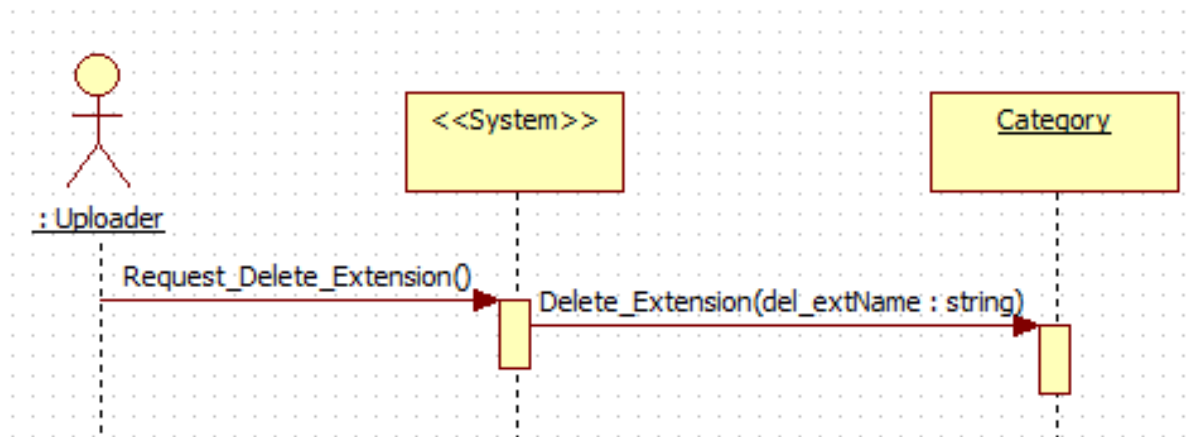 <<System>>
Category
: Uploader
Request_Delete_Extension()
Delete_Extension(del_extName : string)